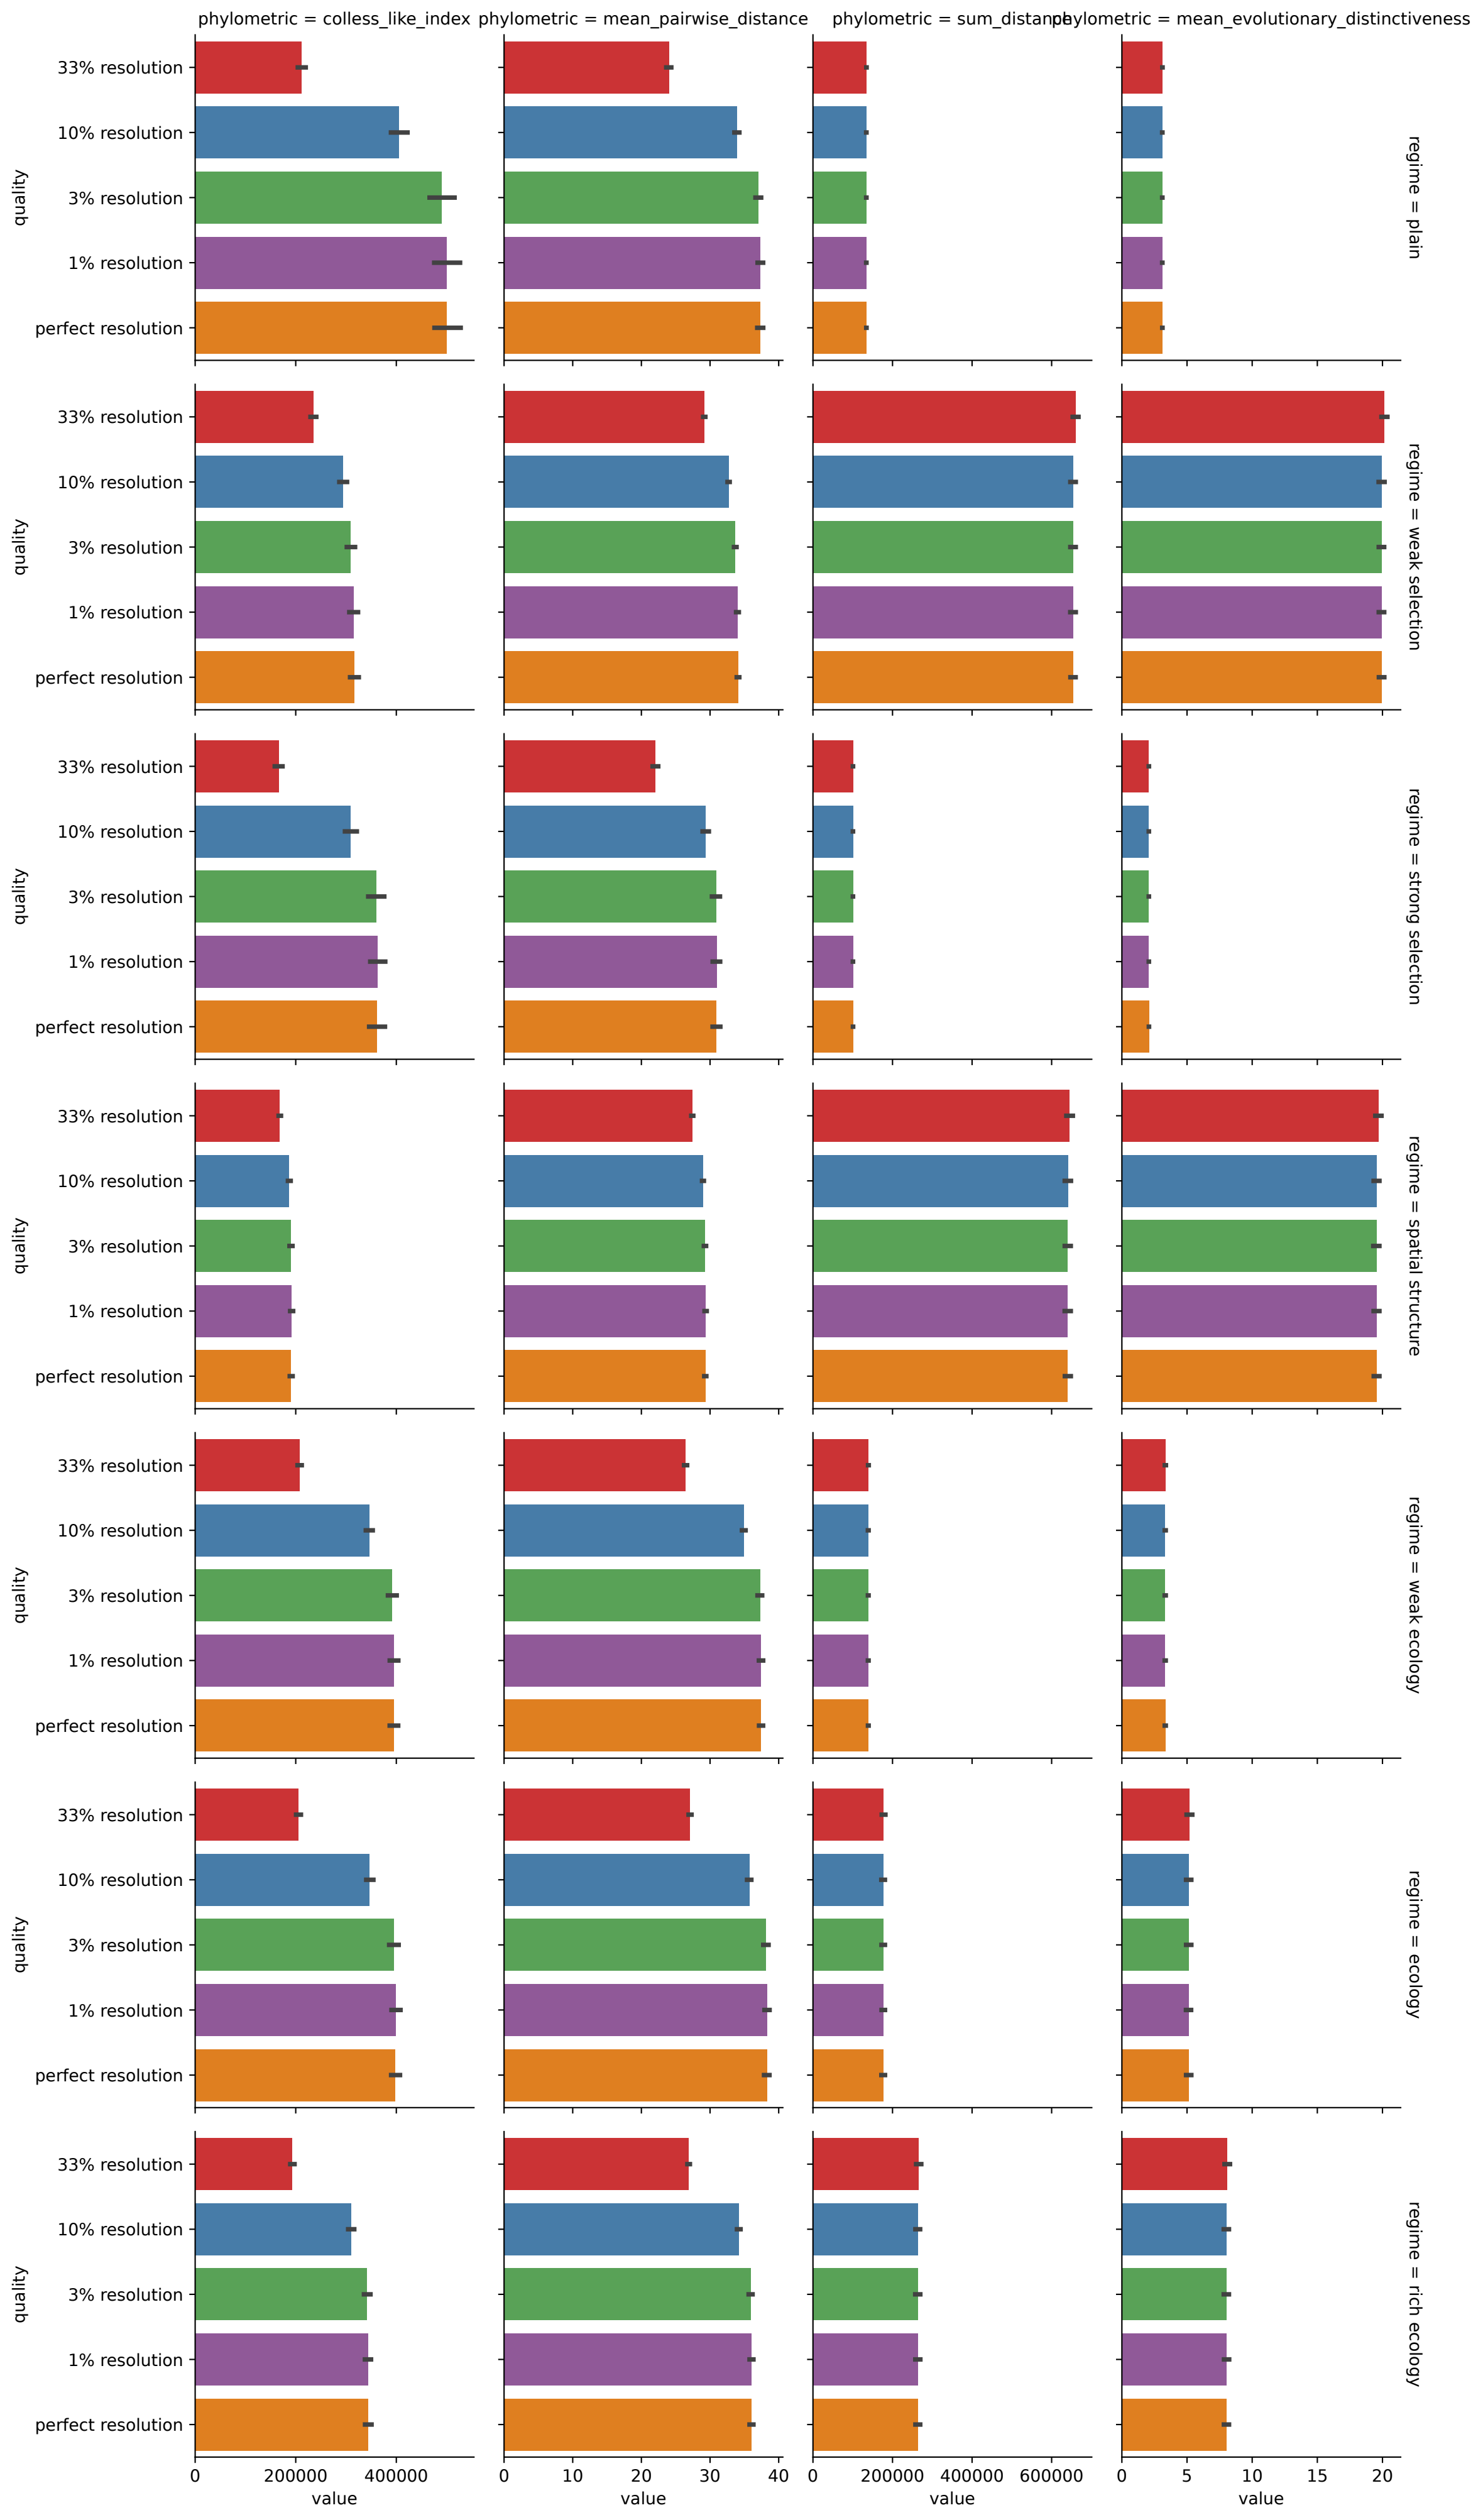 phylometric = colless_like_index
phylometric = mean_pairwise_distance
phylometric = sum_distance
phylometric = mean_evolutionary_distinctiveness
33% resolution
10% resolution
3% resolution
1% resolution
perfect resolution
quality
regime = plain
33% resolution
10% resolution
3% resolution
1% resolution
perfect resolution
quality
regime = weak selection
33% resolution
10% resolution
3% resolution
1% resolution
perfect resolution
quality
regime = strong selection
33% resolution
10% resolution
3% resolution
1% resolution
perfect resolution
quality
regime = spatial structure
33% resolution
10% resolution
3% resolution
1% resolution
perfect resolution
quality
regime = weak ecology
33% resolution
10% resolution
3% resolution
1% resolution
perfect resolution
quality
regime = ecology
33% resolution
10% resolution
3% resolution
1% resolution
perfect resolution
quality
regime = rich ecology
0 200000 400000
0 10 20 30 40
0 200000 400000 600000
0 5 10 15 20
value
value
value
value